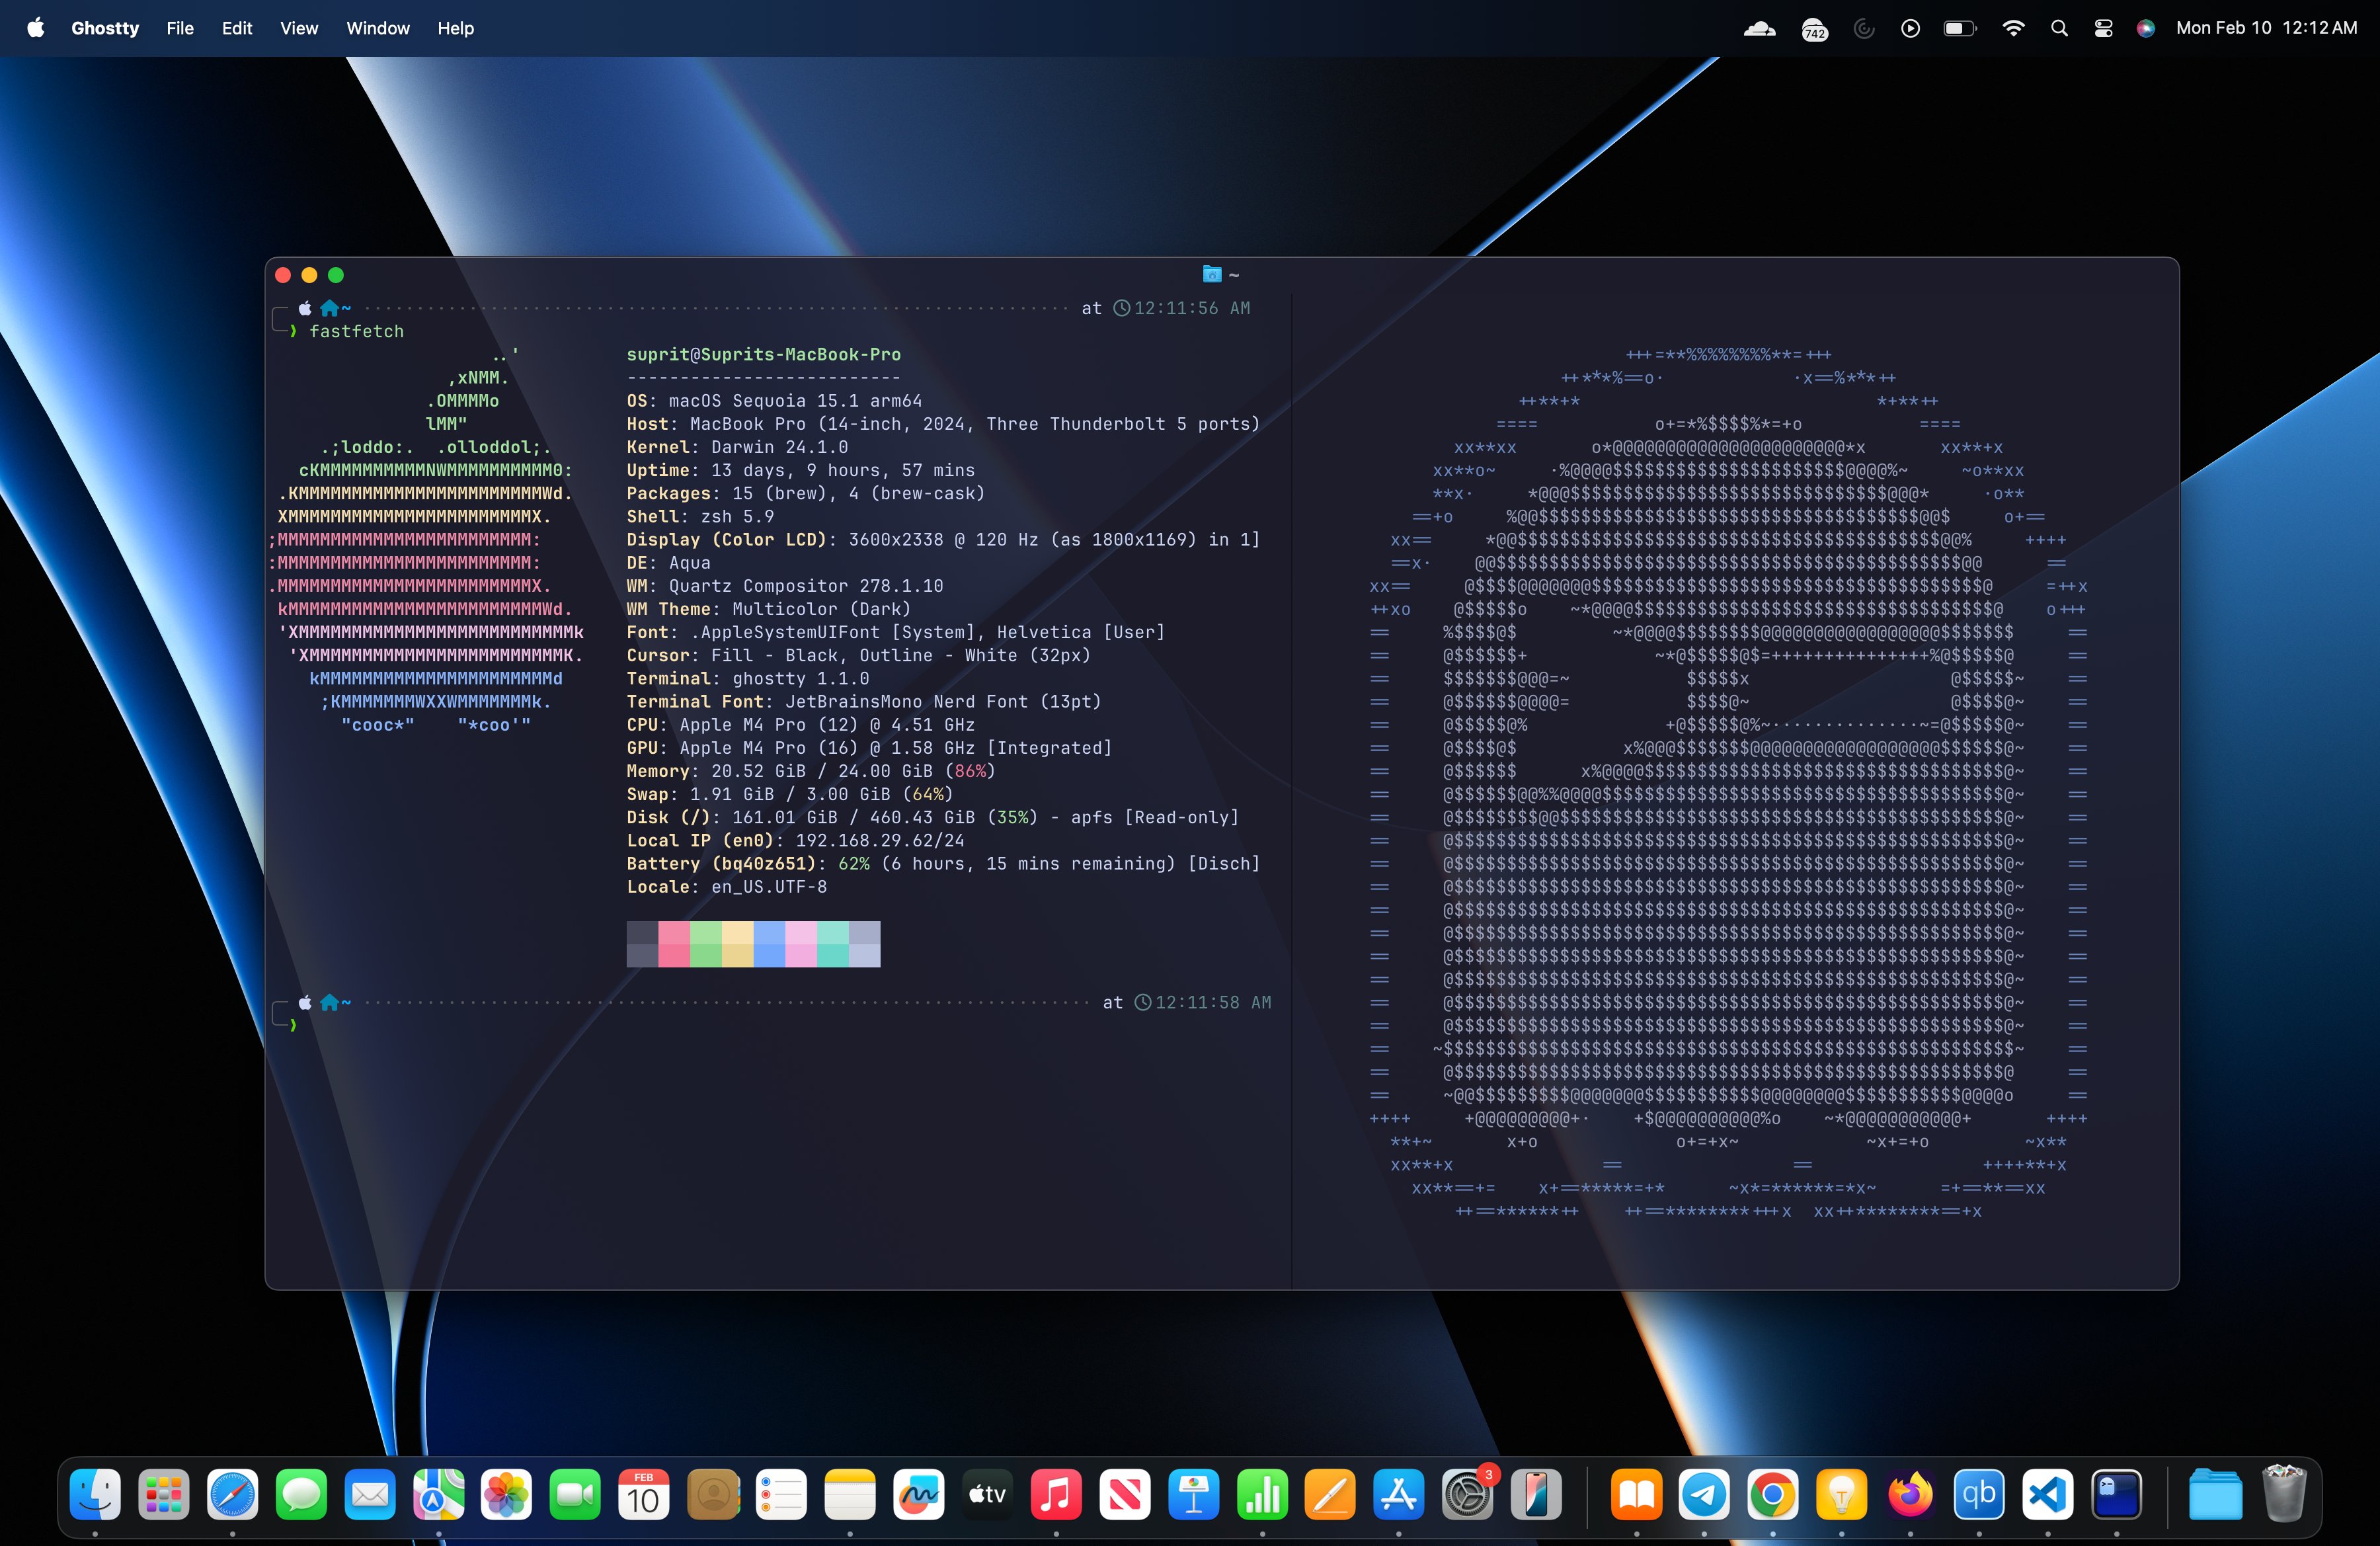 Ghostty File Edit View Window Help
742
Mon Feb 10 12:12 AM
~
~ at 12:11:56 AM
❯ fastfetch
..'
,xNMM.
.OMMMMo
lMM"
.;loddo:. .olloddol;.
cKMMMMMMMMMMNWMMMMMMMMMM0:
.KMMMMMMMMMMMMMMMMMMMMMMMWd.
XMMMMMMMMMMMMMMMMMMMMMMMX.
;MMMMMMMMMMMMMMMMMMMMMMMM:
:MMMMMMMMMMMMMMMMMMMMMMMM:
.MMMMMMMMMMMMMMMMMMMMMMMMX.
kMMMMMMMMMMMMMMMMMMMMMMMMWd.
'XMMMMMMMMMMMMMMMMMMMMMMMMMMk
'XMMMMMMMMMMMMMMMMMMMMMMMMK.
kMMMMMMMMMMMMMMMMMMMMMMd
;KMMMMMMMWXXWMMMMMMMk.
"cooc*" "*coo'"
suprit@Suprits-MacBook-Pro
--------------------------
OS: macOS Sequoia 15.1 arm64
Host: MacBook Pro (14-inch, 2024, Three Thunderbolt 5 ports)
Kernel: Darwin 24.1.0
Uptime: 13 days, 9 hours, 57 mins
Packages: 15 (brew), 4 (brew-cask)
Shell: zsh 5.9
Display (Color LCD): 3600x2338 @ 120 Hz (as 1800x1169) in 1]
DE: Aqua
WM: Quartz Compositor 278.1.10
WM Theme: Multicolor (Dark)
Font: .AppleSystemUIFont [System], Helvetica [User]
Cursor: Fill - Black, Outline - White (32px)
Terminal: ghostty 1.1.0
Terminal Font: JetBrainsMono Nerd Font (13pt)
CPU: Apple M4 Pro (12) @ 4.51 GHz
GPU: Apple M4 Pro (16) @ 1.58 GHz [Integrated]
Memory: 20.52 GiB / 24.00 GiB (86%)
Swap: 1.91 GiB / 3.00 GiB (64%)
Disk (/): 161.01 GiB / 460.43 GiB (35%) - apfs [Read-only]
Local IP (en0): 192.168.29.62/24
Battery (bq40z651): 62% (6 hours, 15 mins remaining) [Disch]
Locale: en_US.UTF-8
~ at 12:11:58 AM
❯
FEB
10
tv
3
qb